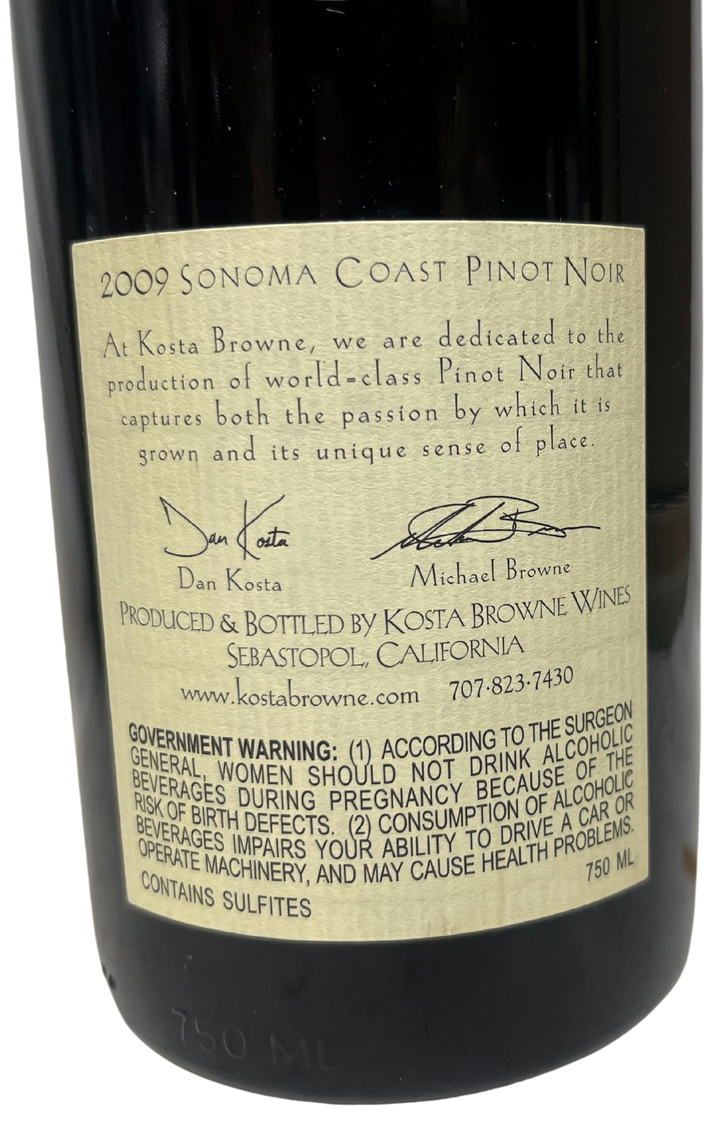 2009 SONOMA COAST PINOT NOIR
At Kosta Browne, we are dedicated to the
production of world-class Pinot Noir that
captures both the passion by which it is
grown and its unique sense of place.
Dan Kosta
Dan Kosta
Michael Browne
PRODUCED & BOTTLED BY KOSTA BROWNE WINES
SEBASTOPOL, CALIFORNIA
www.kostabrowne.com 707·823·7430
GOVERNMENT WARNING: (1) ACCORDING TO THE SURGEON
GENERAL, WOMEN SHOULD NOT DRINK ALCOHOLIC
BEVERAGES DURING PREGNANCY BECAUSE OF THE
RISK OF BIRTH DEFECTS. (2) CONSUMPTION OF ALCOHOLIC
BEVERAGES IMPAIRS YOUR ABILITY TO DRIVE A CAR OR
OPERATE MACHINERY, AND MAY CAUSE HEALTH PROBLEMS.
CONTAINS SULFITES 750 ML
750 ML